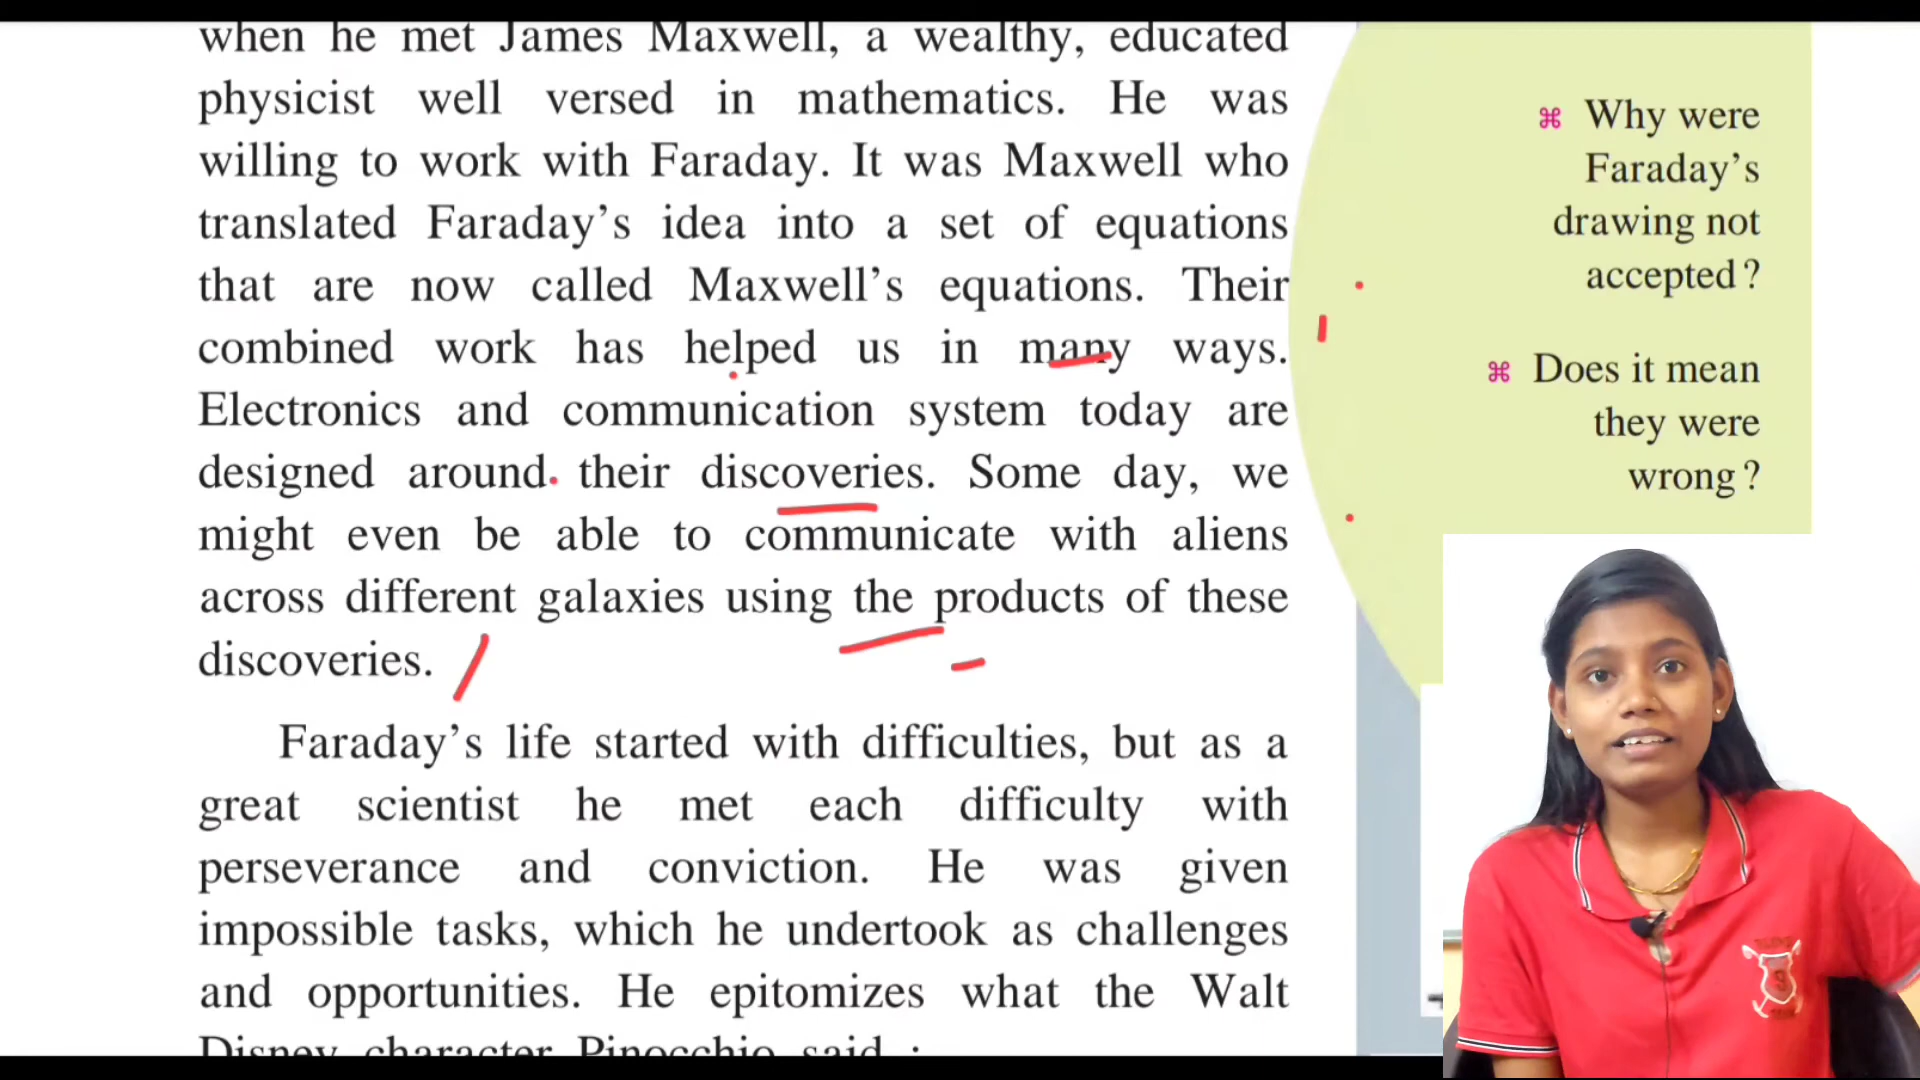 when he met James Maxwell, a wealthy, educated
physicist well versed in mathematics. He was
willing to work with Faraday. It was Maxwell who
translated Faraday’s idea into a set of equations
that are now called Maxwell’s equations. Their
combined work has helped us in many ways.
Electronics and communication system today are
designed around their discoveries. Some day, we
might even be able to communicate with aliens
across different galaxies using the products of these
discoveries.
Faraday’s life started with difficulties, but as a
great scientist he met each difficulty with
perseverance and conviction. He was given
impossible tasks, which he undertook as challenges
and opportunities. He epitomizes what the Walt
Disney character Pinocchio said :
⌘ Why were
Faraday’s
drawing not
accepted ?
⌘ Does it mean
they were
wrong ?